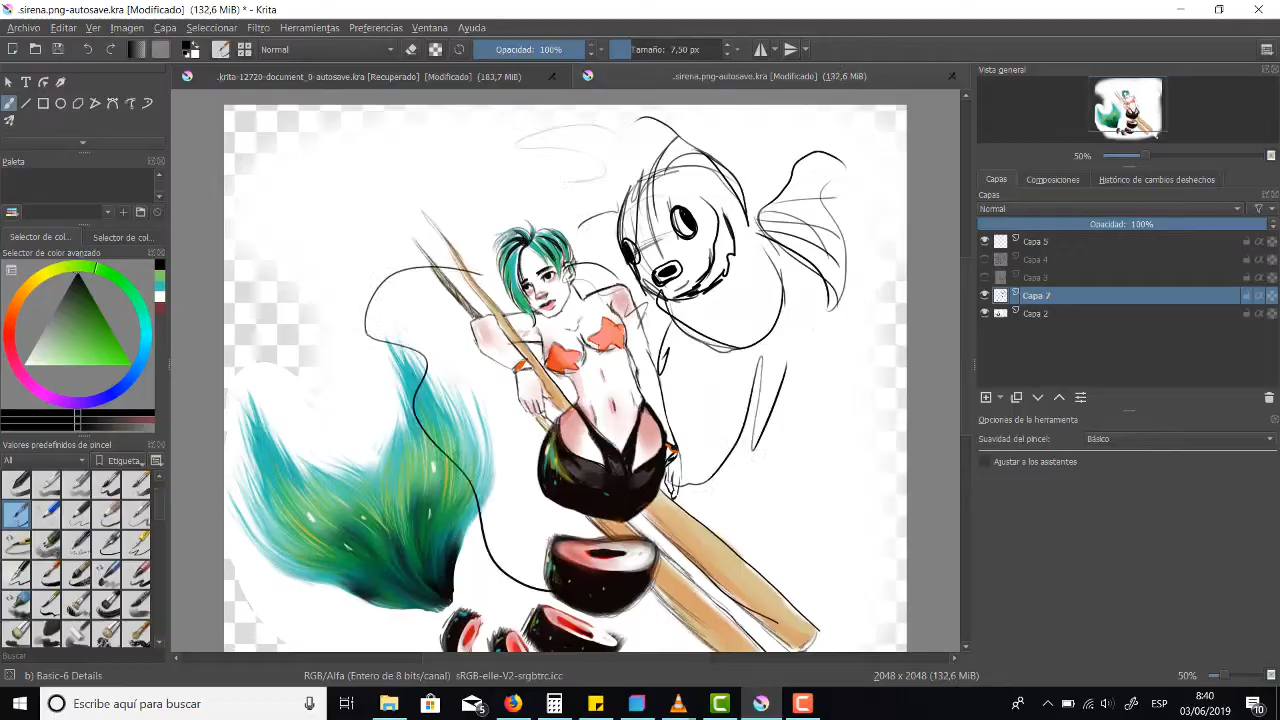 .sirena.png-autosave.kra [Modificado] (132,6 MiB) * - Krita
Archivo Editar Ver Imagen Capa Seleccionar Filtro Herramientas Preferencias Ventana Ayuda
Normal Opacidad: 100% Tamaño: 7,50 px
.krita-12720-document_0-autosave.kra [Recuperado] [Modificado] (183,7 MiB) .sirena.png-autosave.kra [Modificado] (132,6 MiB)
Vista general
50%
Capas Composiciones Histórico de cambios deshechos
Capas
Normal
Opacidad: 100%
Capa 5
Capa 4
Capa 3
Capa 7
Capa 2
Opciones de la herramienta
Suavidad del pincel: Básico
Ajustar a los asistentes
Paleta
Selector de col... Selector de col...
Selector de color avanzado
Valores predefinidos de pincel
All Etiqueta
Buscar
b) Basic-6 Details RGB/Alfa (Entero de 8 bits/canal) sRGB-elle-V2-srgbtrc.icc 2048 x 2048 (132,6 MiB) 50%
Escribe aquí para buscar
5
ESP
8:40
03/06/2019
10